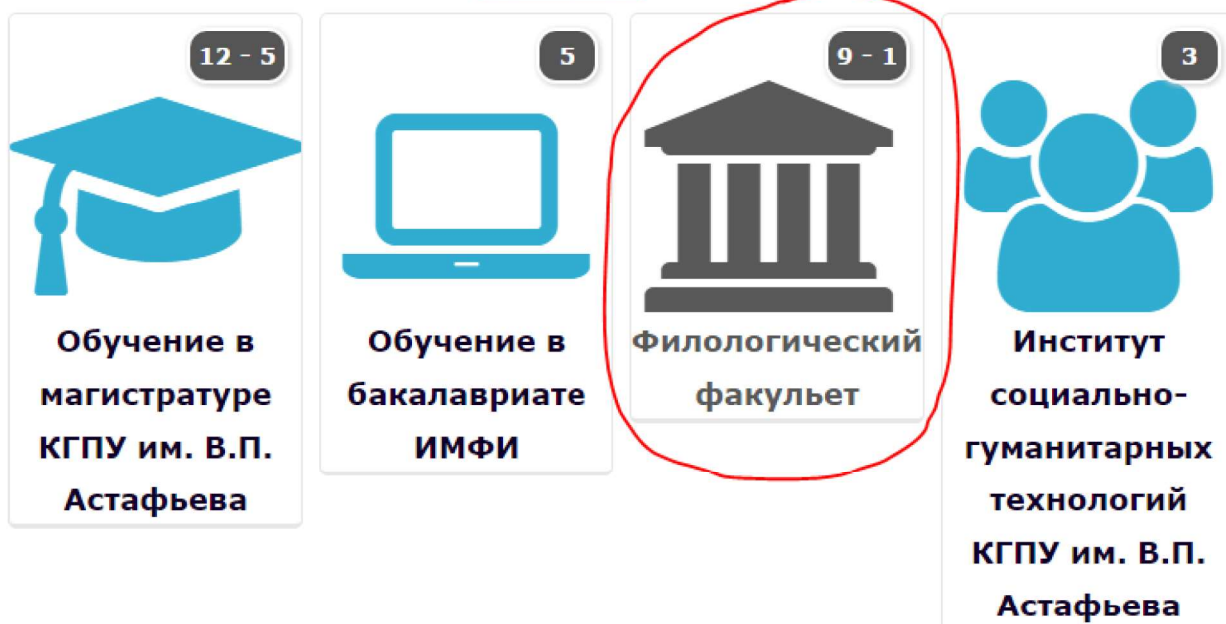 12 - 5
Обучение в
магистратуре
КГПУ им. В.П.
Астафьева
5
Обучение в
бакалавриате
ИМФИ
9 - 1
Филологический
факульет
3
Институт
социально-
гуманитарных
технологий
КГПУ им. В.П.
Астафьева